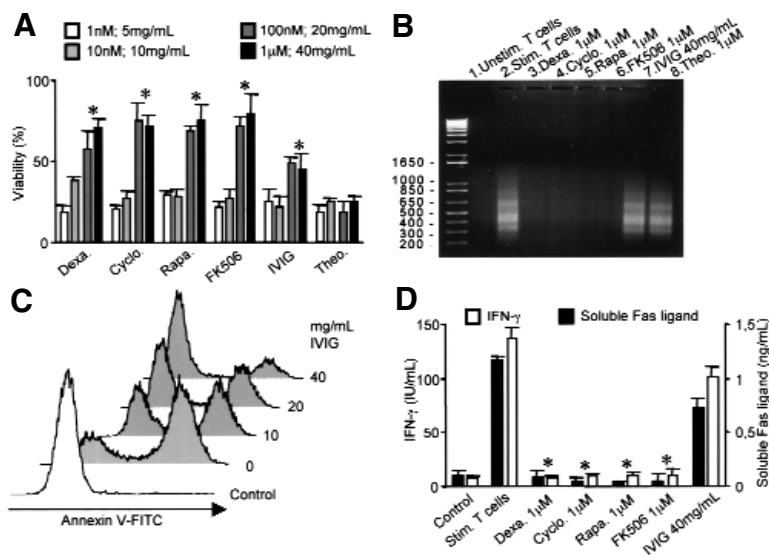 A
1nM; 5mg/mL
100nM; 20mg/mL
10nM; 10mg/mL
1µM; 40mg/mL
Viability (%)
100
50
0
Dexa.
Cyclo.
Rapa.
FK506
IVIG
Theo.
*
*
*
*
*
B
1.Unstim. T cells
2.Stim. T cells
3.Dexa. 1µM
4.Cyclo. 1µM
5.Rapa. 1µM
6.FK506 1µM
7.IVIG 40mg/mL
8.Theo. 1µM
1650 -
1000 -
850 -
650 -
500 -
400 -
300 -
200 -
C
mg/mL
IVIG
40
20
10
0
Control
Annexin V-FITC
D
IFN-γ
Soluble Fas ligand
IFN-γ (IU/mL)
150
100
50
0
1,5
1
0,5
0
Soluble Fas ligand (ng/mL)
*
*
*
*
Control
Stim. T cells
Dexa. 1µM
Cyclo. 1µM
Rapa. 1µM
FK506 1µM
IVIG 40mg/mL